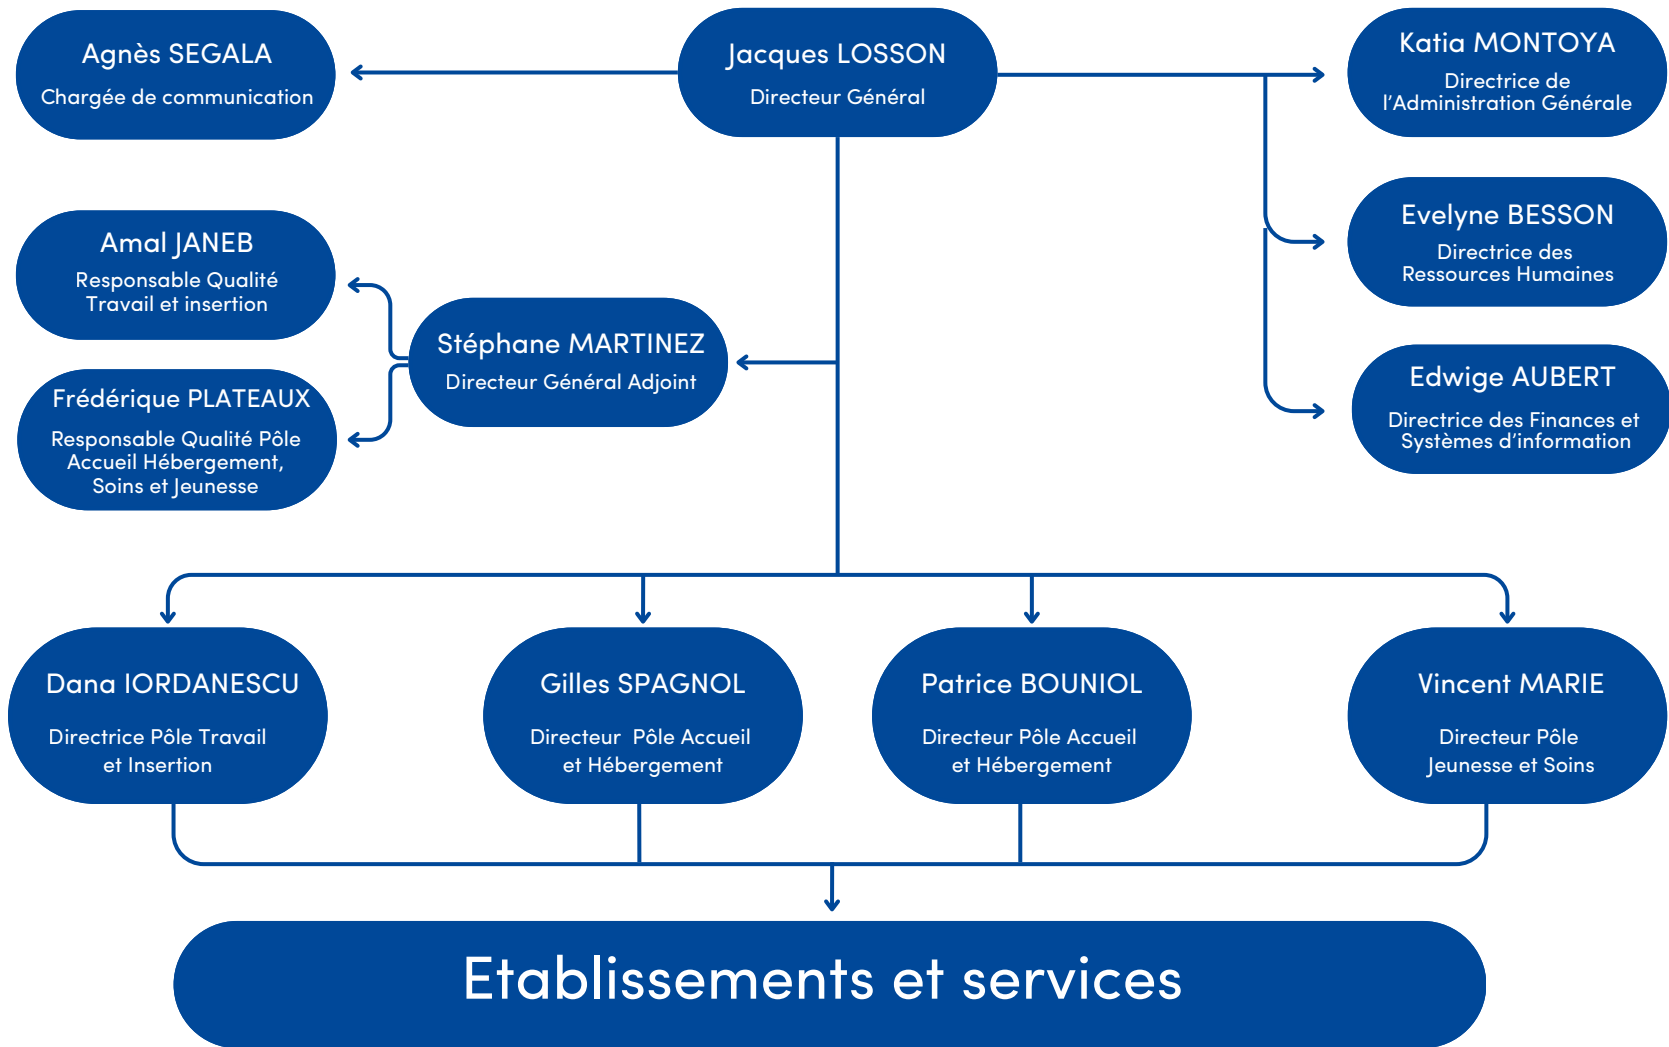 Agnès SEGALA
Chargée de communication
Jacques LOSSON
Directeur Général
Katia MONTOYA
Directrice de
l'Administration Générale
Evelyne BESSON
Directrice des
Ressources Humaines
Amal JANEB
Responsable Qualité
Travail et insertion
Stéphane MARTINEZ
Directeur Général Adjoint
Edwige AUBERT
Directrice des Finances et
Systèmes d'information
Frédérique PLATEAUX
Responsable Qualité Pôle
Accueil Hébergement,
Soins et Jeunesse
Dana IORDANESCU
Directrice Pôle Travail
et Insertion
Gilles SPAGNOL
Directeur Pôle Accueil
et Hébergement
Patrice BOUNIOL
Directeur Pôle Accueil
et Hébergement
Vincent MARIE
Directeur Pôle
Jeunesse et Soins
Etablissements et services